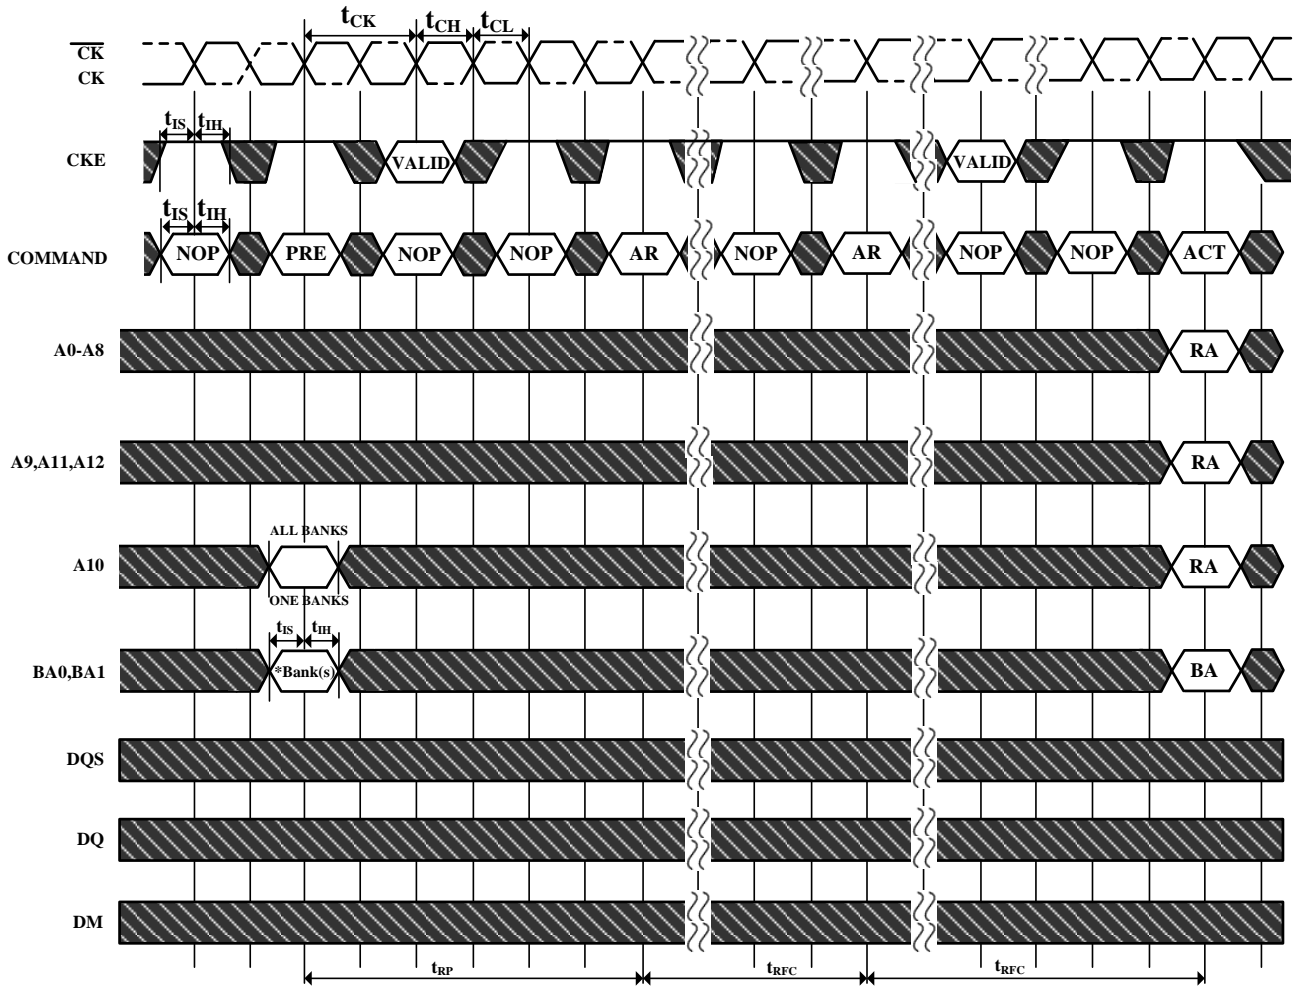 tCK tCH tCL
CK
CK
tIS tIH
CKE VALID VALID
tIS tIH
COMMAND NOP PRE NOP NOP AR NOP AR NOP NOP ACT
A0-A8 RA
A9,A11,A12 RA
ALL BANKS
A10 RA
ONE BANKS
tIS tIH
BA0,BA1 *Bank(s) BA
DQS
DQ
DM
tRP tRFC tRFC